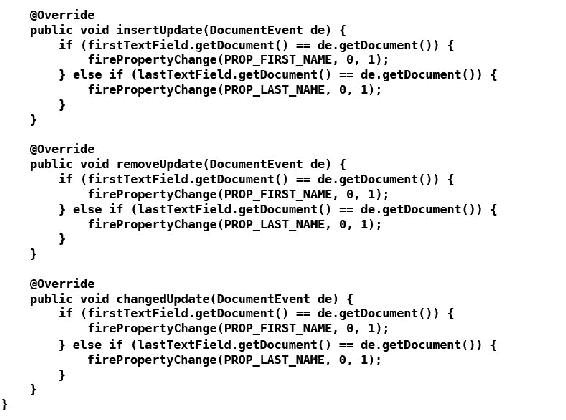 @Override
    public void insertUpdate(DocumentEvent de) {
        if (firstTextField.getDocument() == de.getDocument()) {
            firePropertyChange(PROP_FIRST_NAME, 0, 1);
        } else if (lastTextField.getDocument() == de.getDocument()) {
            firePropertyChange(PROP_LAST_NAME, 0, 1);
        }
    }

    @Override
    public void removeUpdate(DocumentEvent de) {
        if (firstTextField.getDocument() == de.getDocument()) {
            firePropertyChange(PROP_FIRST_NAME, 0, 1);
        } else if (lastTextField.getDocument() == de.getDocument()) {
            firePropertyChange(PROP_LAST_NAME, 0, 1);
        }
    }

    @Override
    public void changedUpdate(DocumentEvent de) {
        if (firstTextField.getDocument() == de.getDocument()) {
            firePropertyChange(PROP_FIRST_NAME, 0, 1);
        } else if (lastTextField.getDocument() == de.getDocument()) {
            firePropertyChange(PROP_LAST_NAME, 0, 1);
        }
    }
}